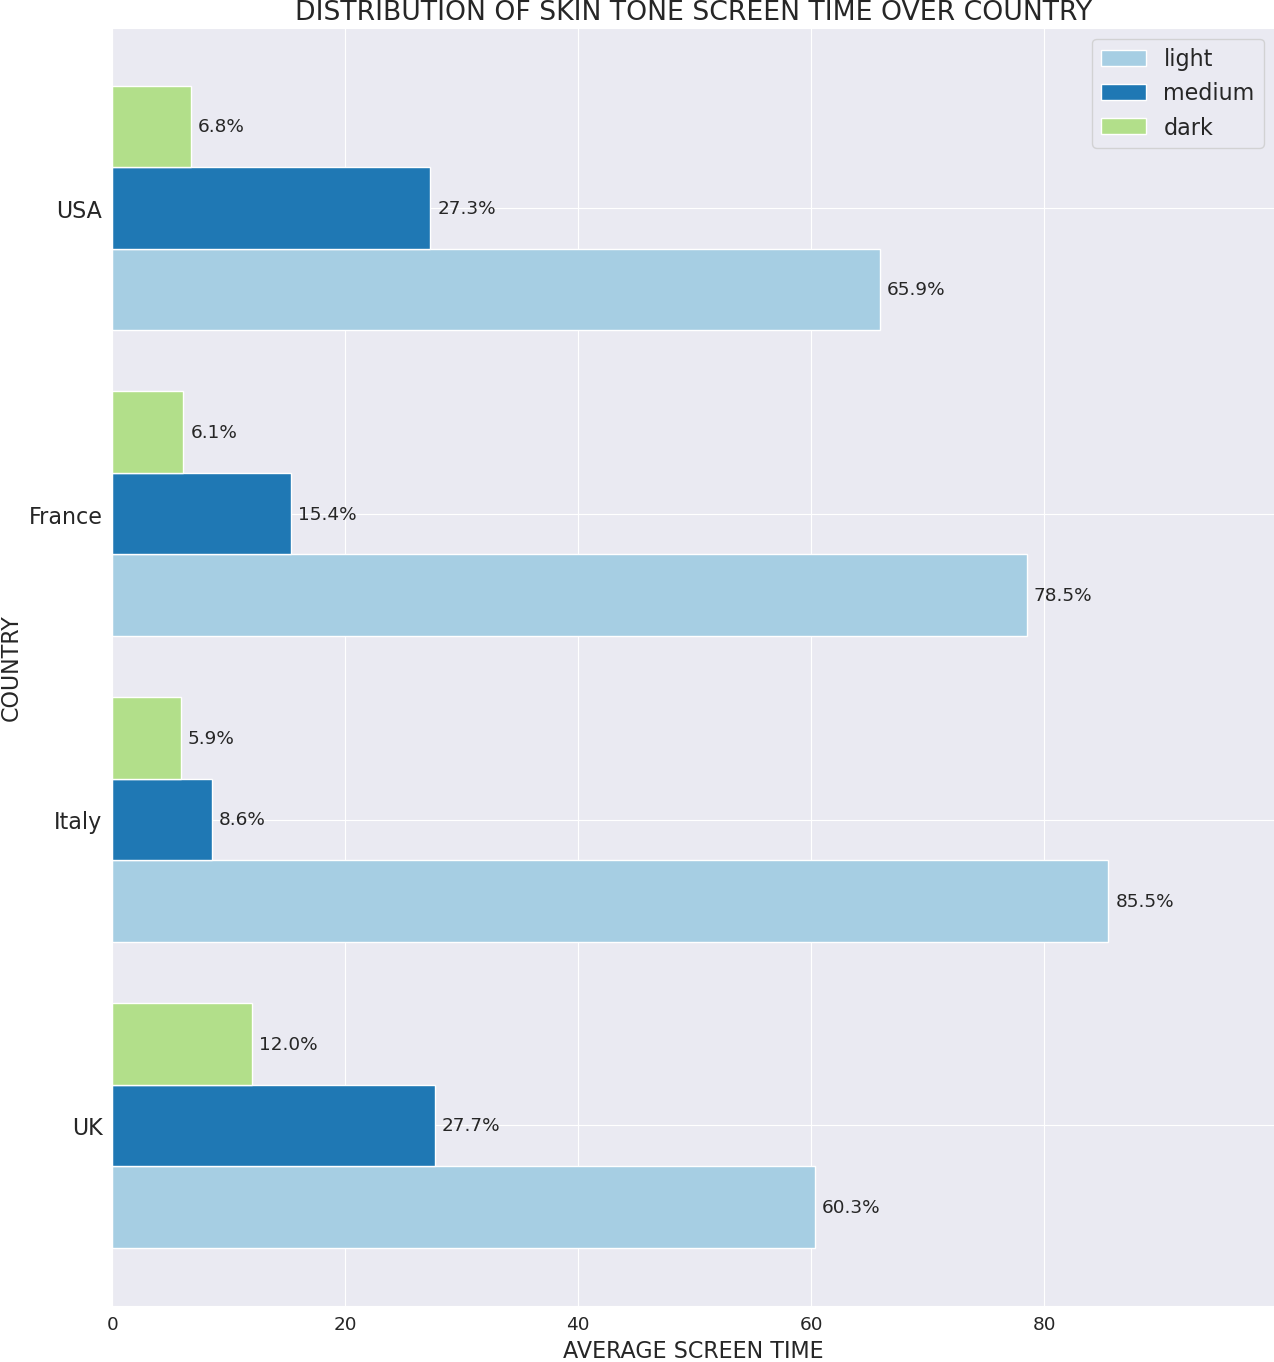 DISTRIBUTION OF SKIN TONE SCREEN TIME OVER COUNTRY
light
medium
dark
6.8%
USA
27.3%
65.9%
6.1%
France
15.4%
78.5%
COUNTRY
5.9%
Italy
8.6%
85.5%
12.0%
UK
27.7%
60.3%
0 20 40 60 80
AVERAGE SCREEN TIME